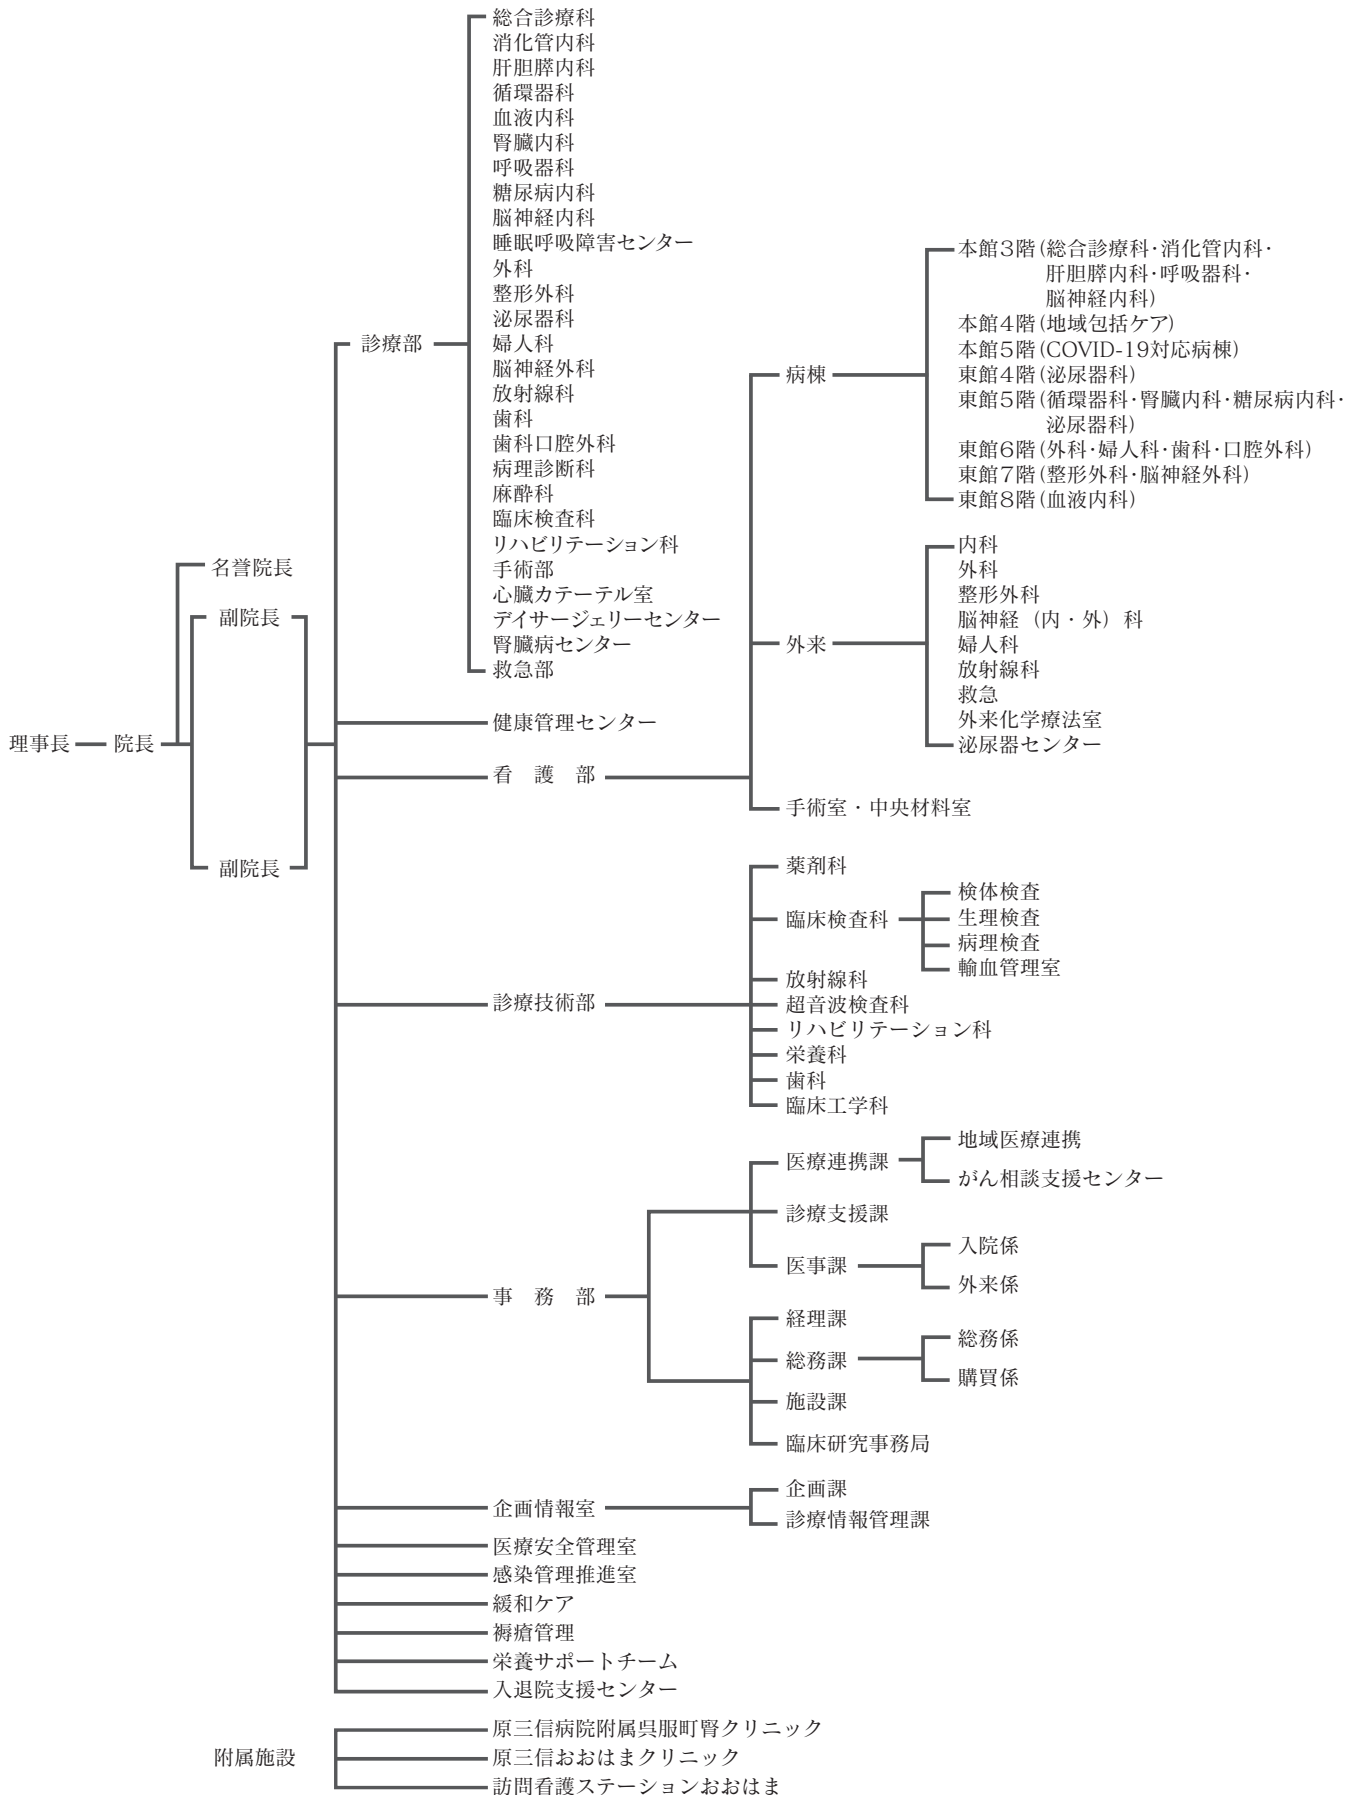 理事長
院長
名誉院長
副院長
副院長
診療部
総合診療科
消化管内科
肝胆膵内科
循環器科
血液内科
腎臓内科
呼吸器科
糖尿病内科
脳神経内科
睡眠呼吸障害センター
外科
整形外科
泌尿器科
婦人科
脳神経外科
放射線科
歯科
歯科口腔外科
病理診断科
麻酔科
臨床検査科
リハビリテーション科
手術部
心臓カテーテル室
デイサージェリーセンター
腎臓病センター
救急部
健康管理センター
看　護　部
病棟
本館3階(総合診療科・消化管内科・
肝胆膵内科・呼吸器科・
脳神経内科)
本館4階(地域包括ケア)
本館5階(COVID-19対応病棟)
東館4階(泌尿器科)
東館5階(循環器科・腎臓内科・糖尿病内科・
泌尿器科)
東館6階(外科・婦人科・歯科・口腔外科)
東館7階(整形外科・脳神経外科)
東館8階(血液内科)
外来
内科
外科
整形外科
脳神経（内・外）科
婦人科
放射線科
救急
外来化学療法室
泌尿器センター
手術室・中央材料室
診療技術部
薬剤科
臨床検査科
検体検査
生理検査
病理検査
輸血管理室
放射線科
超音波検査科
リハビリテーション科
栄養科
歯科
臨床工学科
事　務　部
医療連携課
地域医療連携
がん相談支援センター
診療支援課
医事課
入院係
外来係
経理課
総務課
総務係
購買係
施設課
臨床研究事務局
企画情報室
企画課
診療情報管理課
医療安全管理室
感染管理推進室
緩和ケア
褥瘡管理
栄養サポートチーム
入退院支援センター
附属施設
原三信病院附属呉服町腎クリニック
原三信おおはまクリニック
訪問看護ステーションおおはま